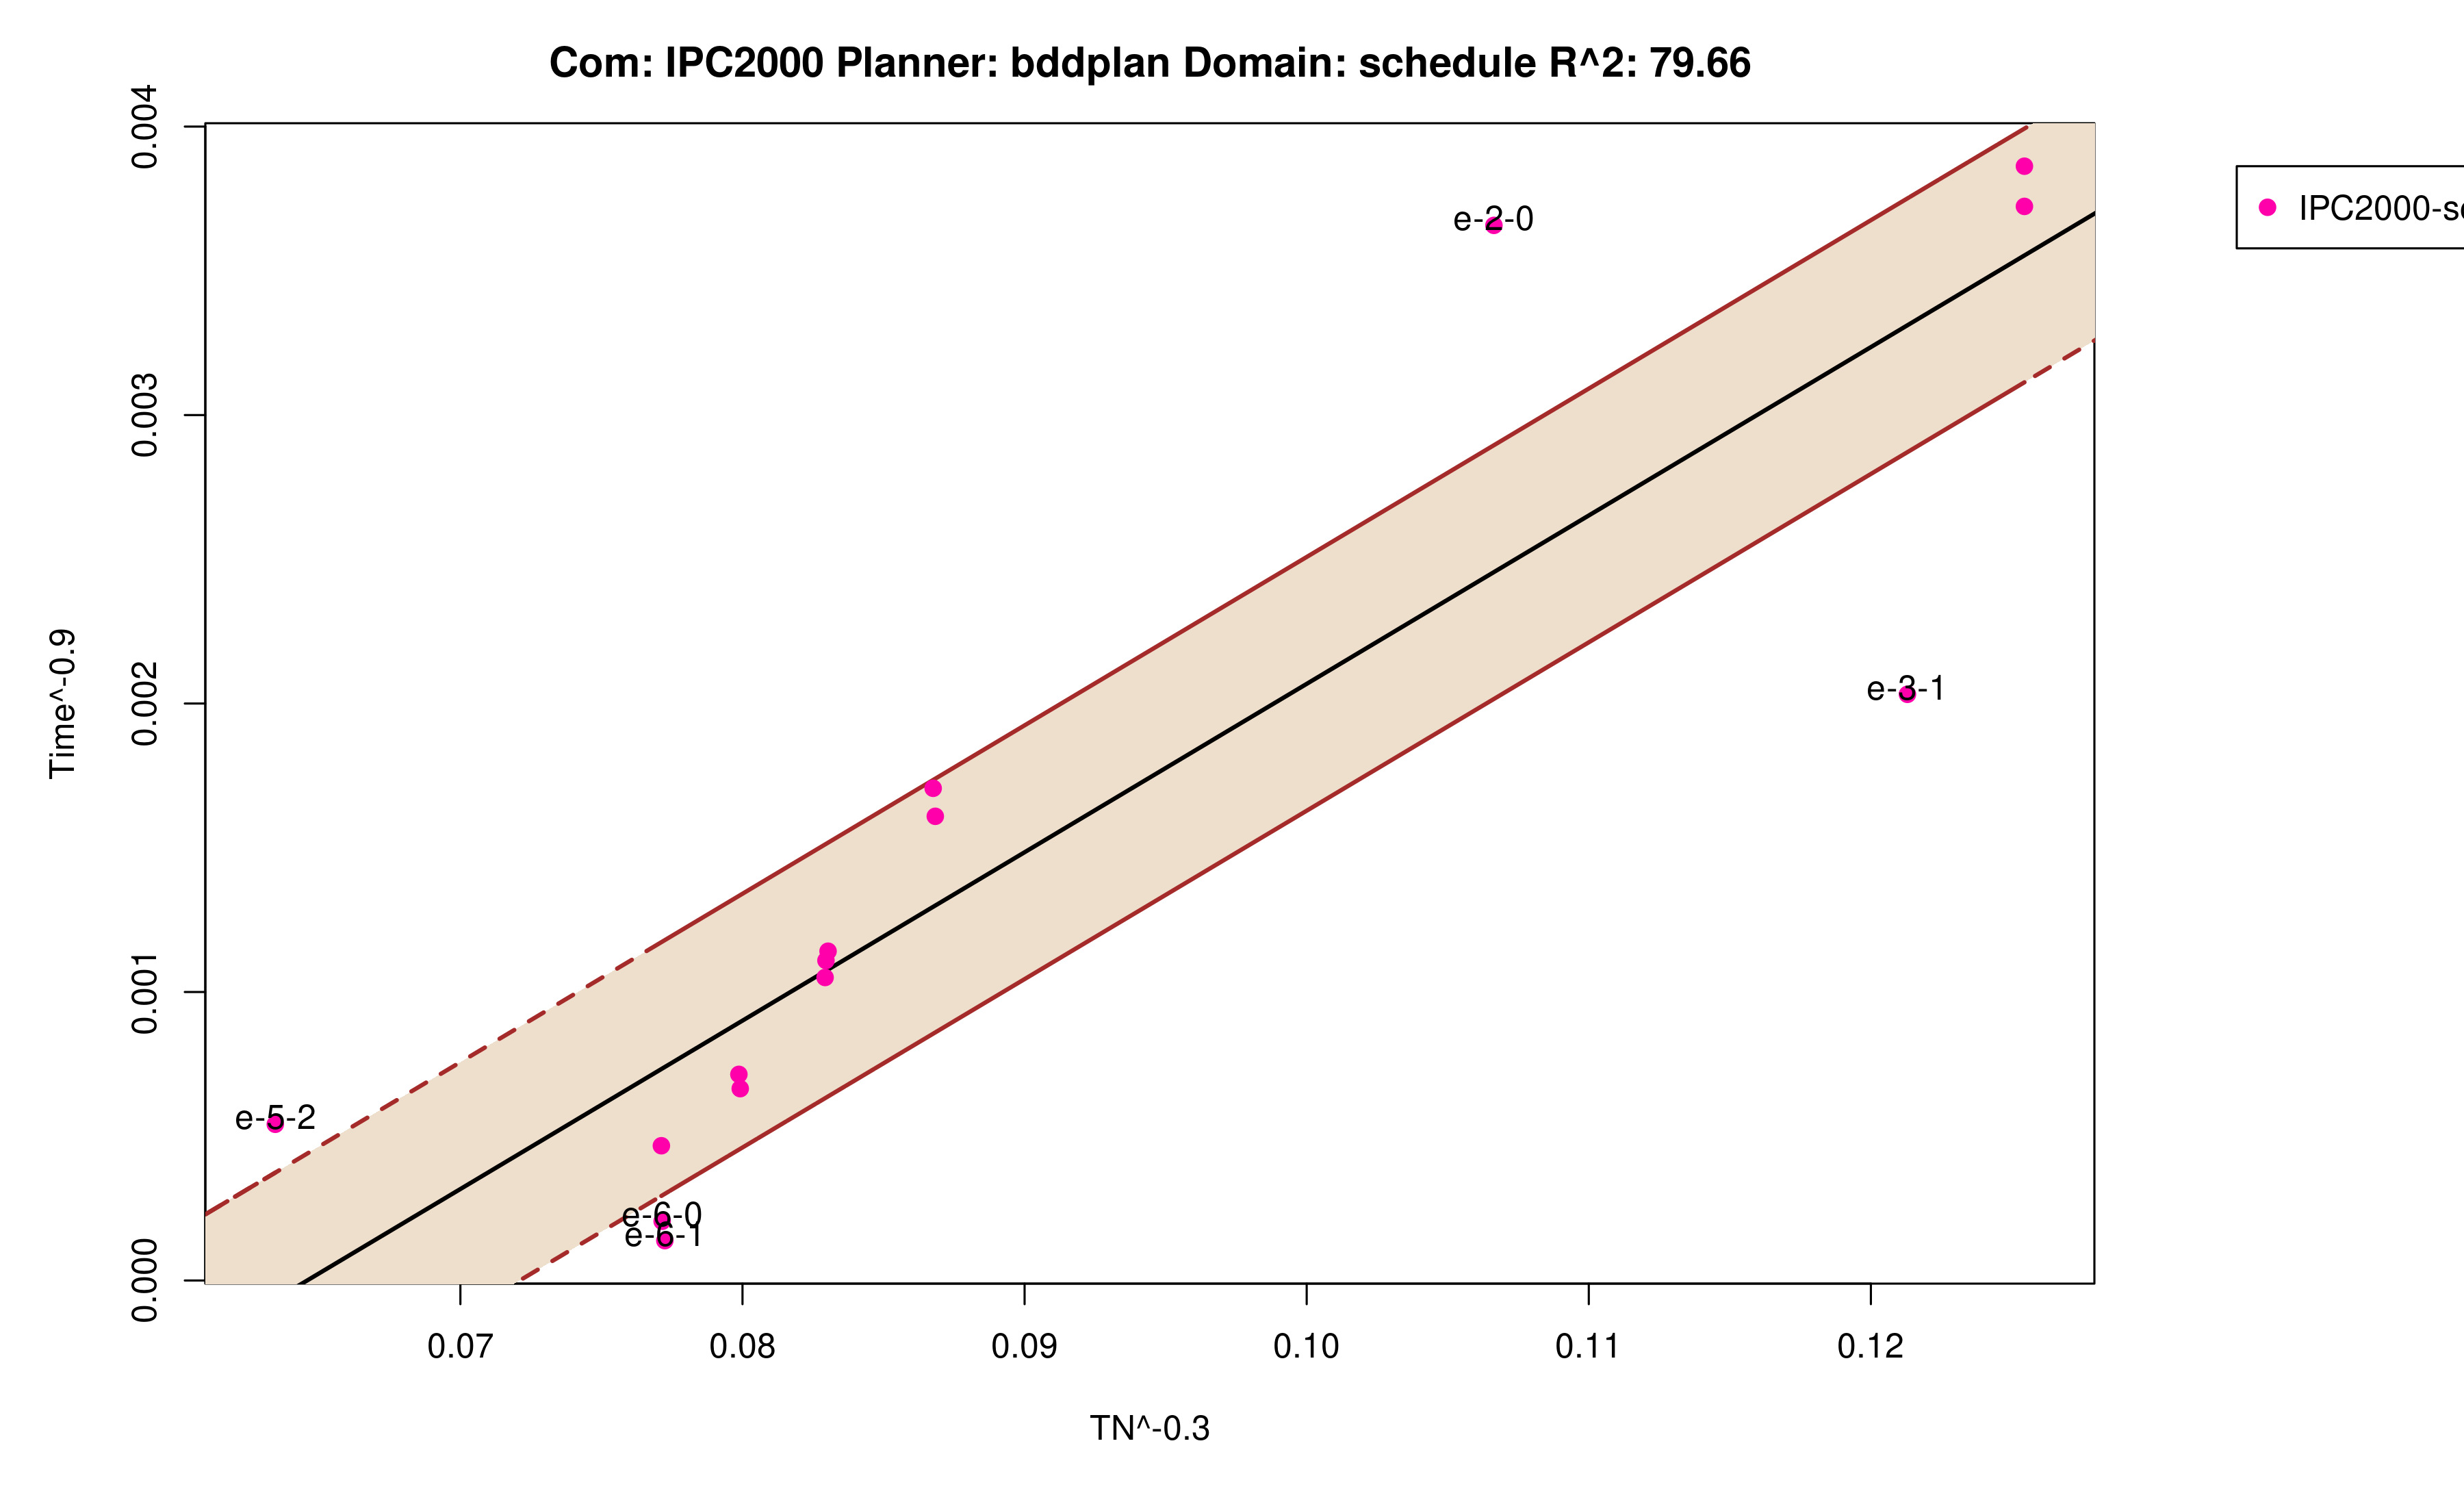 Com: IPC2000 Planner: bddplan Domain: schedule R^2: 79.66
0.004
0.003
0.002
0.001
0.000
Time^-0.9
e-2-0
e-3-1
e-5-2
e-6-0
e-6-1
IPC2000-sc
0.07
0.08
0.09
0.10
0.11
0.12
TN^-0.3